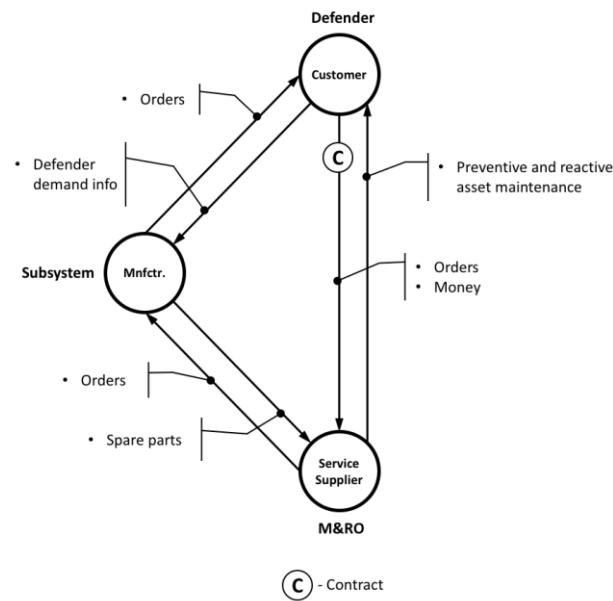 Defender
Customer
• Orders
C
• Defender
demand info
• Preventive and reactive
asset maintenance
Subsystem
Mnfctr.
• Orders
• Money
• Orders
• Spare parts
Service
Supplier
M&RO
C - Contract